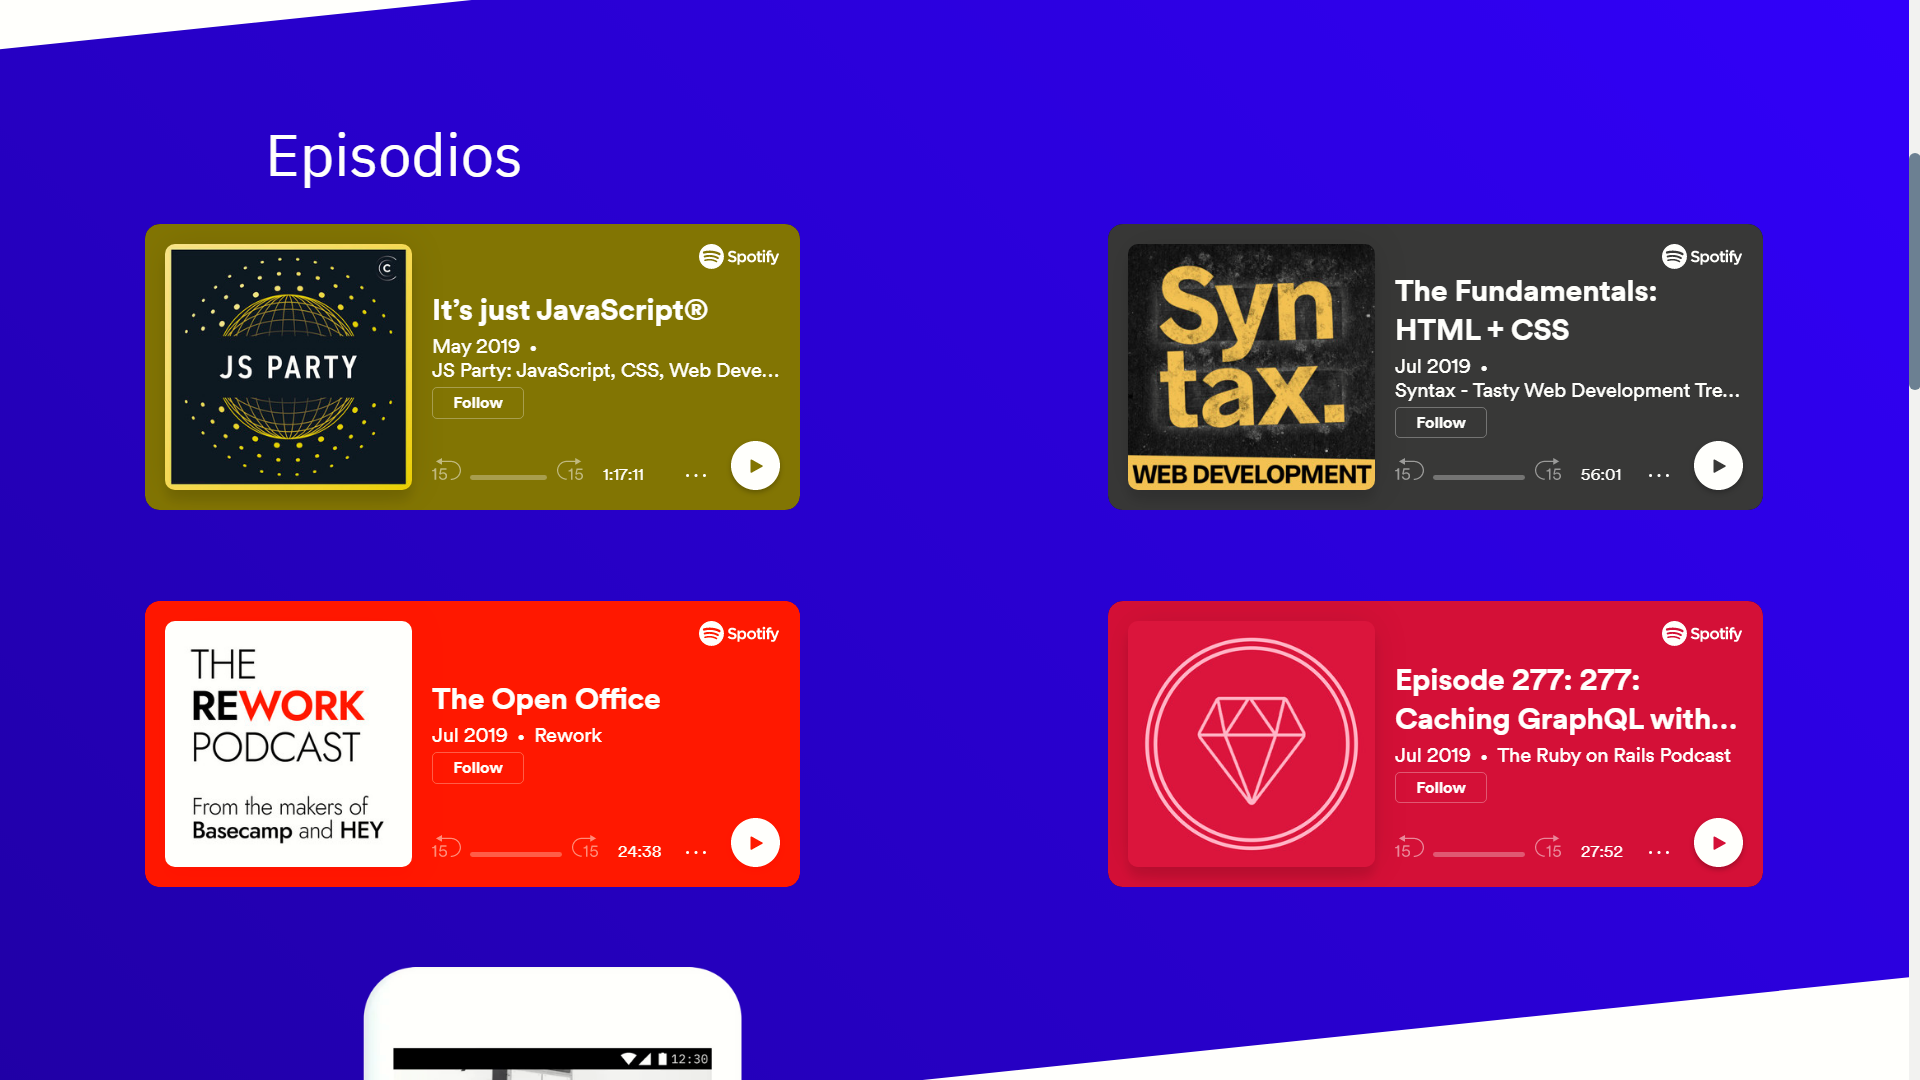 Episodios
C
JS PARTY
Spotify
It’s just JavaScript®
May 2019 •
JS Party: JavaScript, CSS, Web Deve...
Follow
15
15
1:17:11
...
Syn
tax.
WEB DEVELOPMENT
Spotify
The Fundamentals:
HTML + CSS
Jul 2019 •
Syntax - Tasty Web Development Tre...
Follow
15
15
56:01
...
THE
REWORK
PODCAST
From the makers of
Basecamp and HEY
Spotify
The Open Office
Jul 2019 • Rework
Follow
15
15
24:38
...
Spotify
Episode 277: 277:
Caching GraphQL with...
Jul 2019 • The Ruby on Rails Podcast
Follow
15
15
27:52
...
12:30